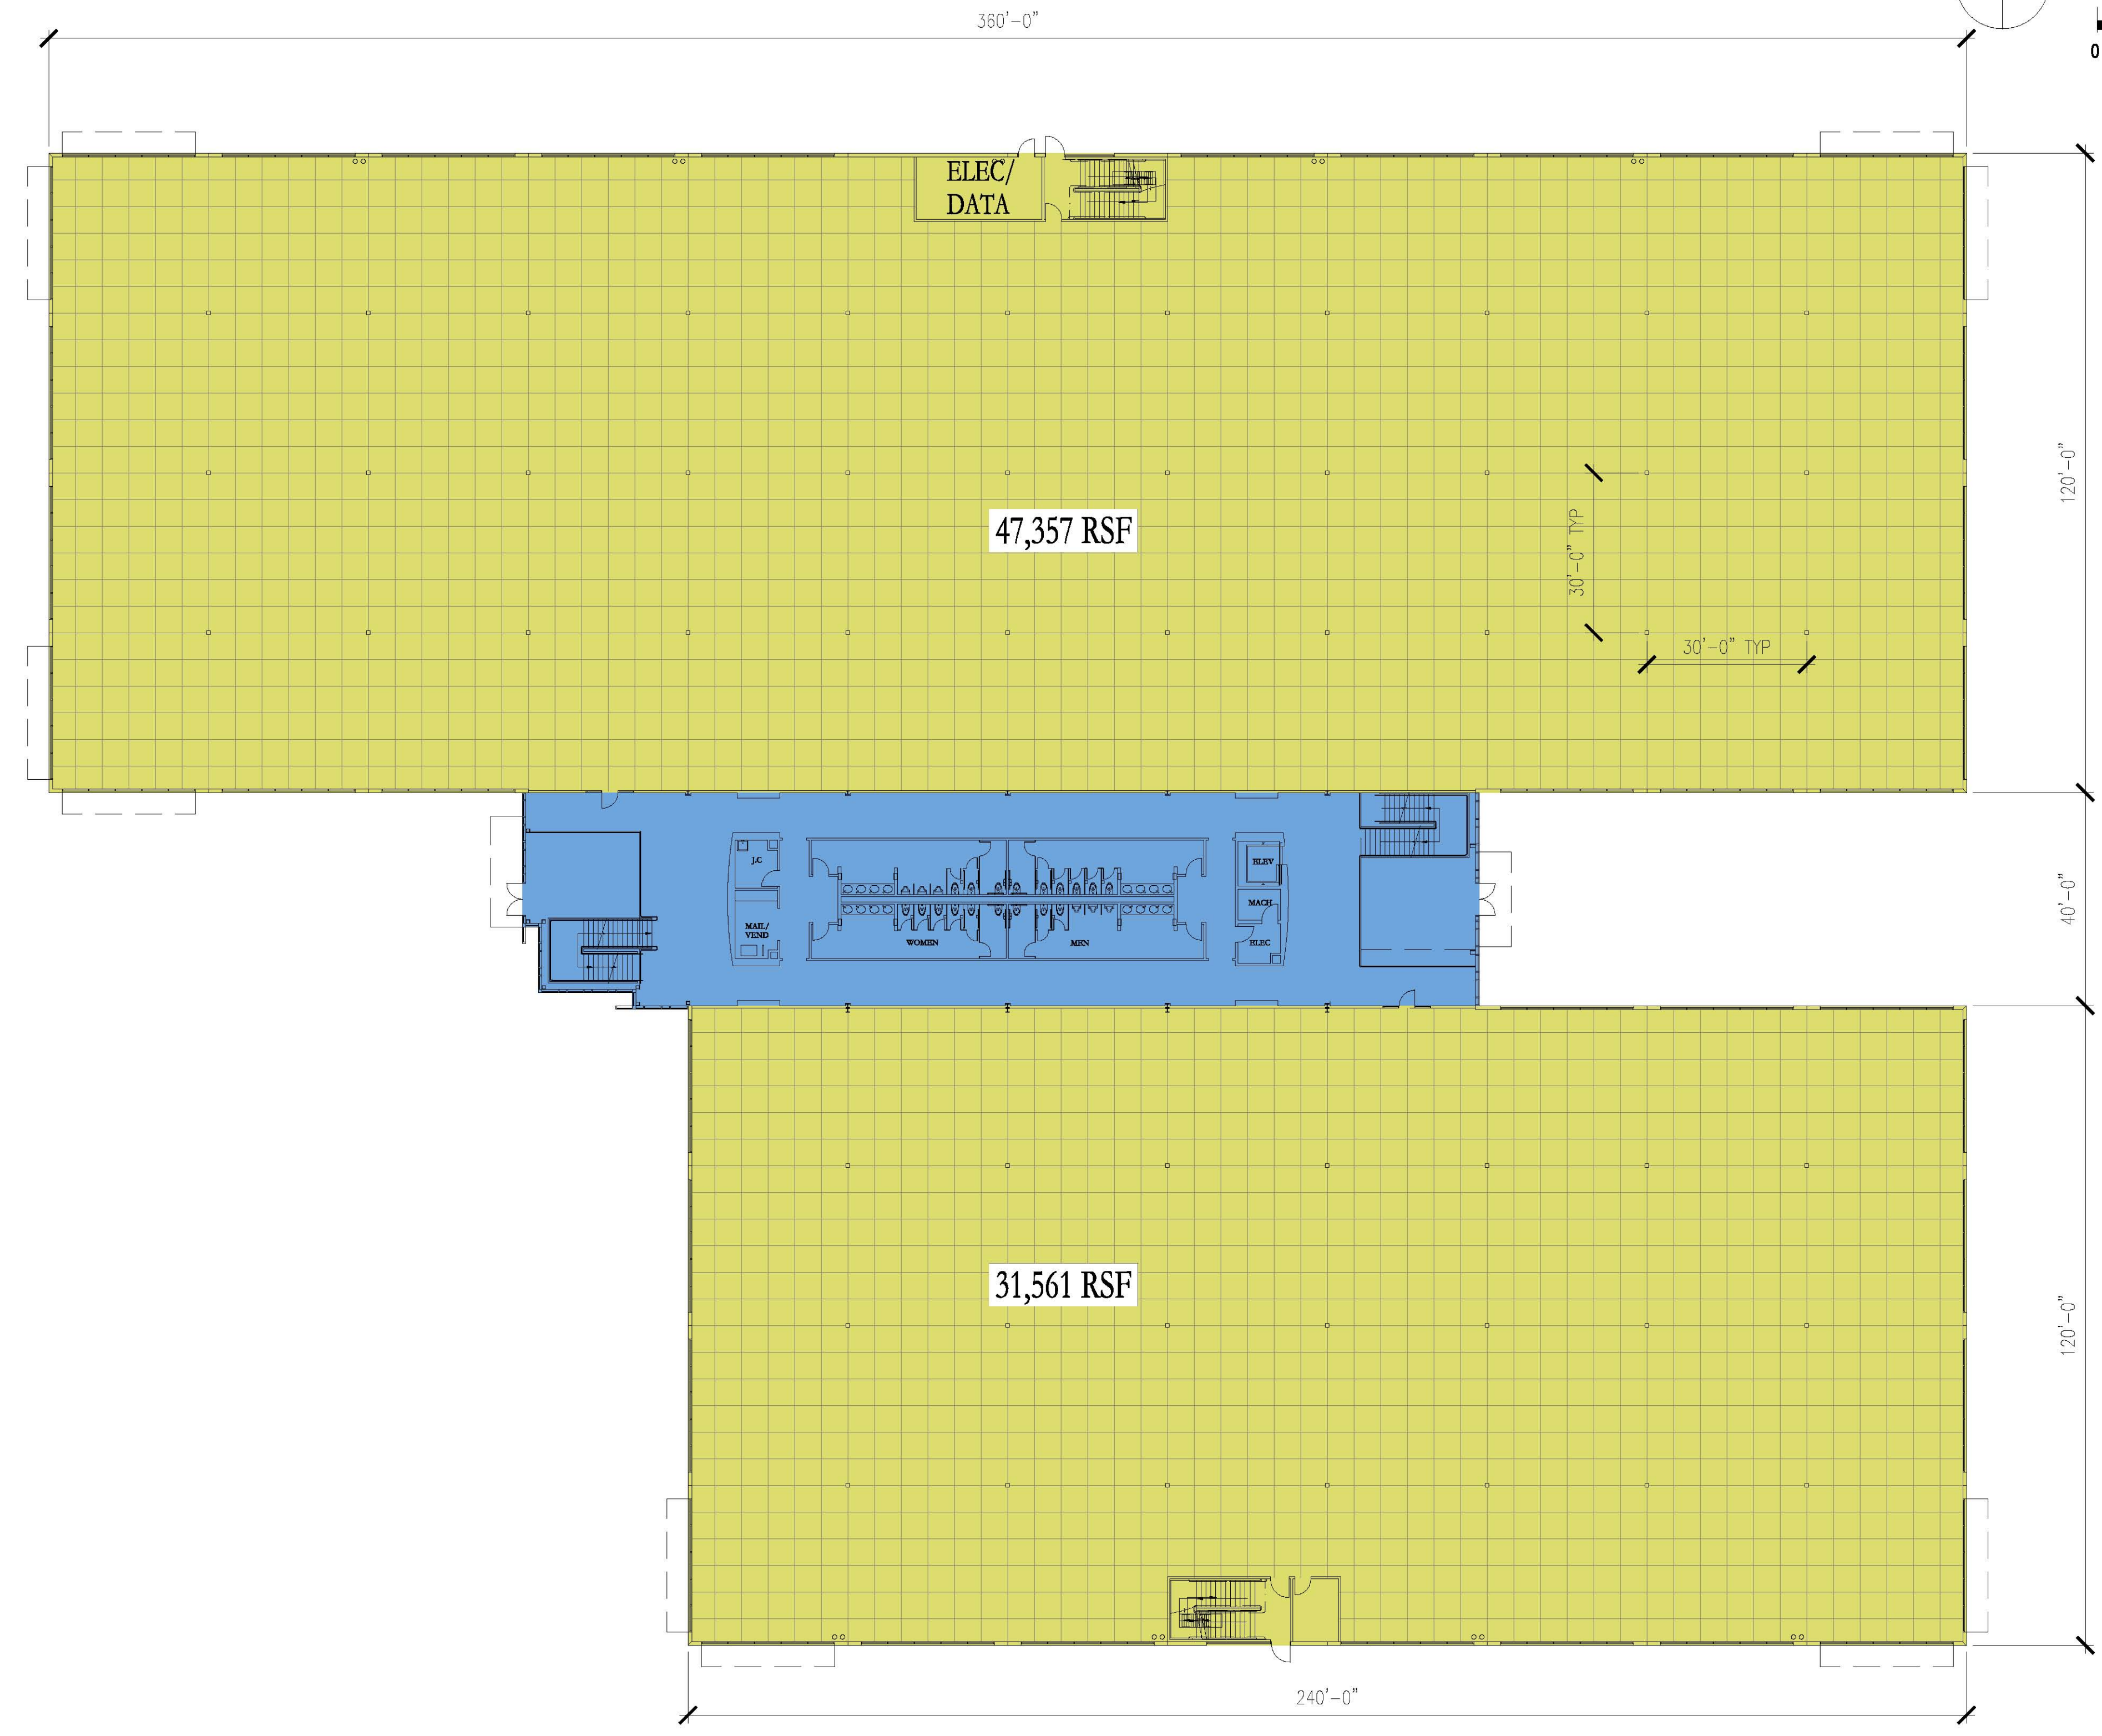 360'-0"
0
ELEC/
DATA
120'-0"
47,357 RSF
30'-0" TYP
30'-0" TYP
J.C
ELEV
MACH
MAIL/
VEND
WOMEN
MEN
ELEC
40'-0"
31,561 RSF
120'-0"
240'-0"